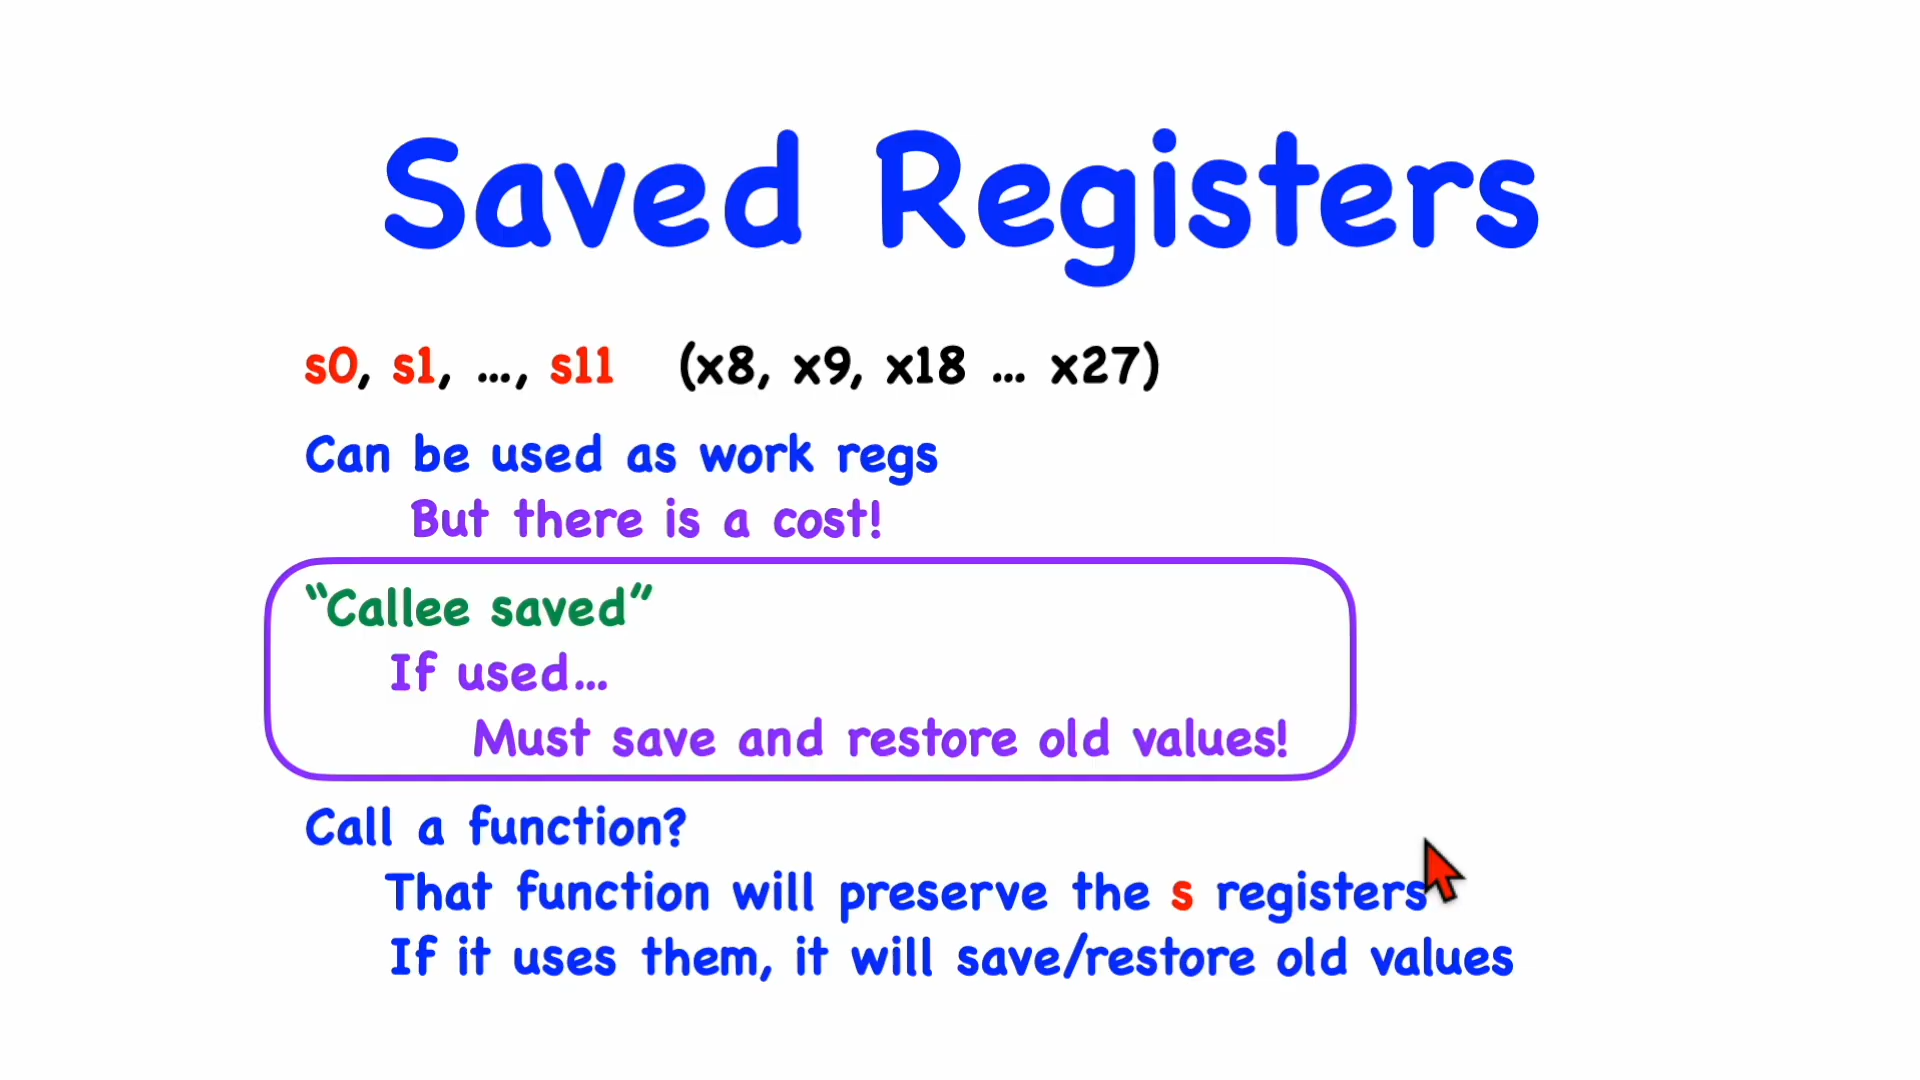 Saved Registers
s0, s1, ..., s11 (x8, x9, x18 ... x27)
Can be used as work regs
But there is a cost!
“Callee saved”
If used...
Must save and restore old values!
Call a function?
That function will preserve the s registers
If it uses them, it will save/restore old values